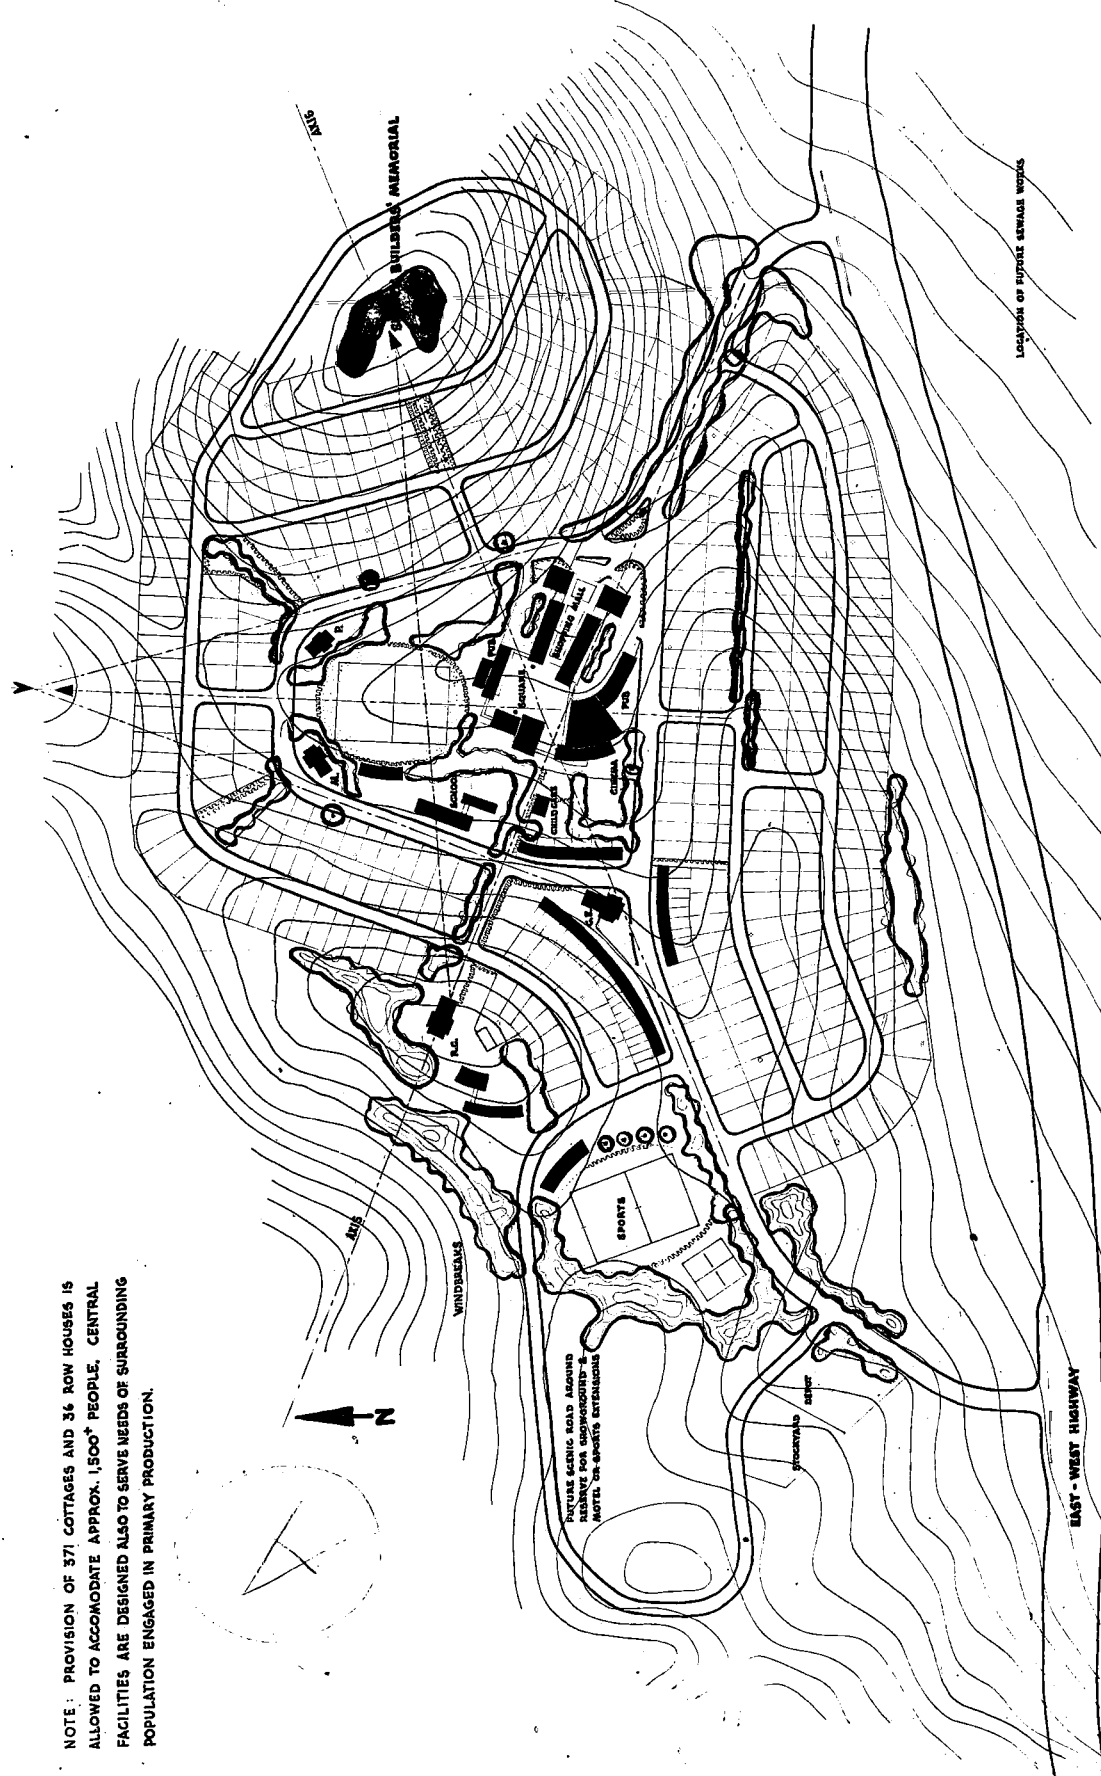 NOTE : PROVISION OF 371 COTTAGES AND 36 ROW HOUSES IS
ALLOWED TO ACCOMODATE APPROX. 1,500+ PEOPLE. CENTRAL
FACILITIES ARE DESIGNED ALSO TO SERVE NEEDS OF SURROUNDING
POPULATION ENGAGED IN PRIMARY PRODUCTION.
N
AXIS
WINDBREAKS
FUTURE SCENIC ROAD AROUND
RESERVE FOR SHOWGROUND &
MOTEL OR SPORTS EXTENSIONS
STOCKYARD
DEPOT
EAST - WEST HIGHWAY
SPORTS
R.C.
C.E.
SCHOOL
CHILD CARE
CINEMA
PUB
SQUARE
SHOPPING MALL
P.
AXIS
BUILDERS' MEMORIAL
LOCATION OF FUTURE SEWAGE WORKS